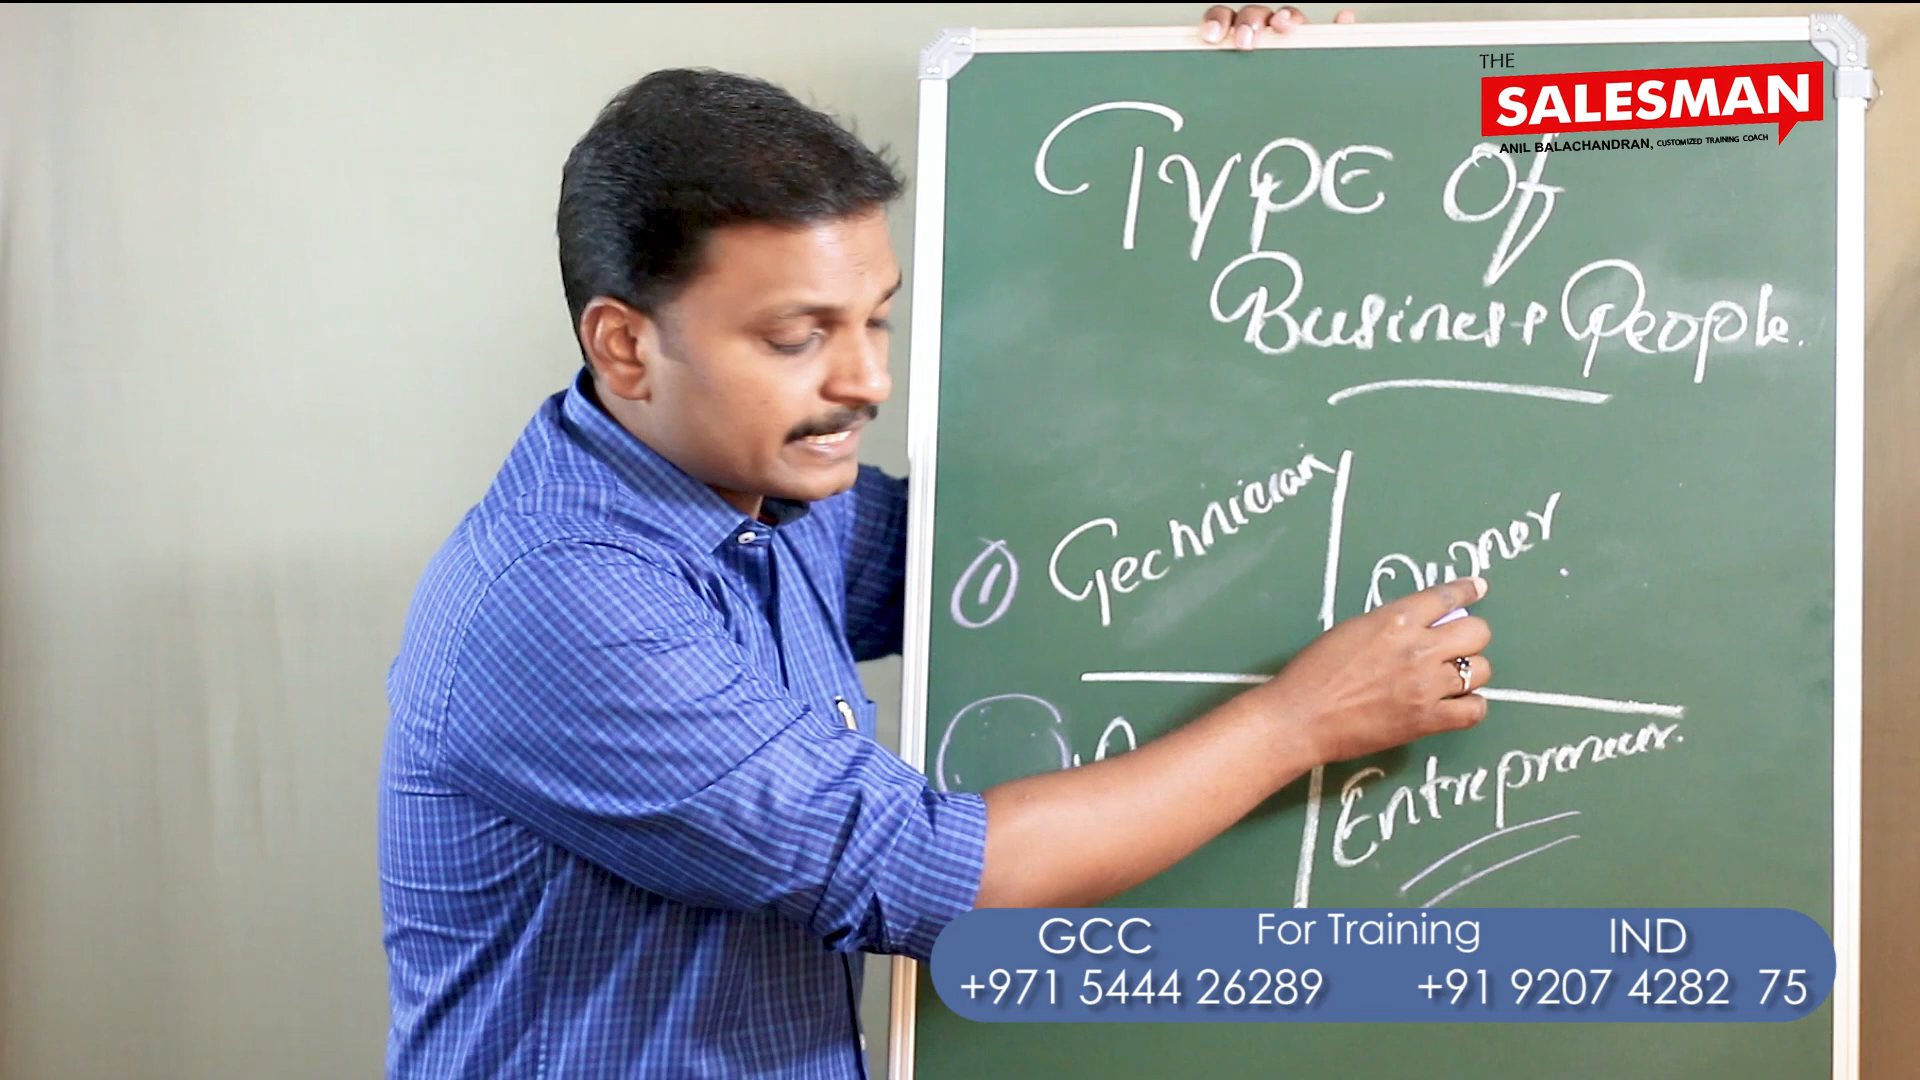 THE
SALESMAN
ANIL BALACHANDRAN, CUSTOMIZED TRAINING COACH
TYPE Of
Business People.
① Technician
Owner
Entrepreneur.
GCC For Training IND
+971 5444 26289 +91 9207 4282 75